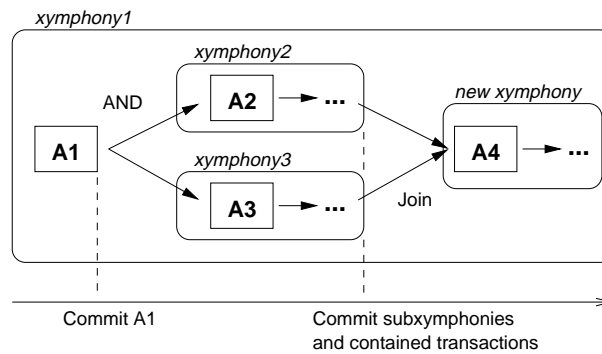 xymphony1
xymphony2
AND
A2
...
new xymphony
A1
A4
...
xymphony3
A3
...
Join
Commit A1
Commit subxymphonies
and contained transactions